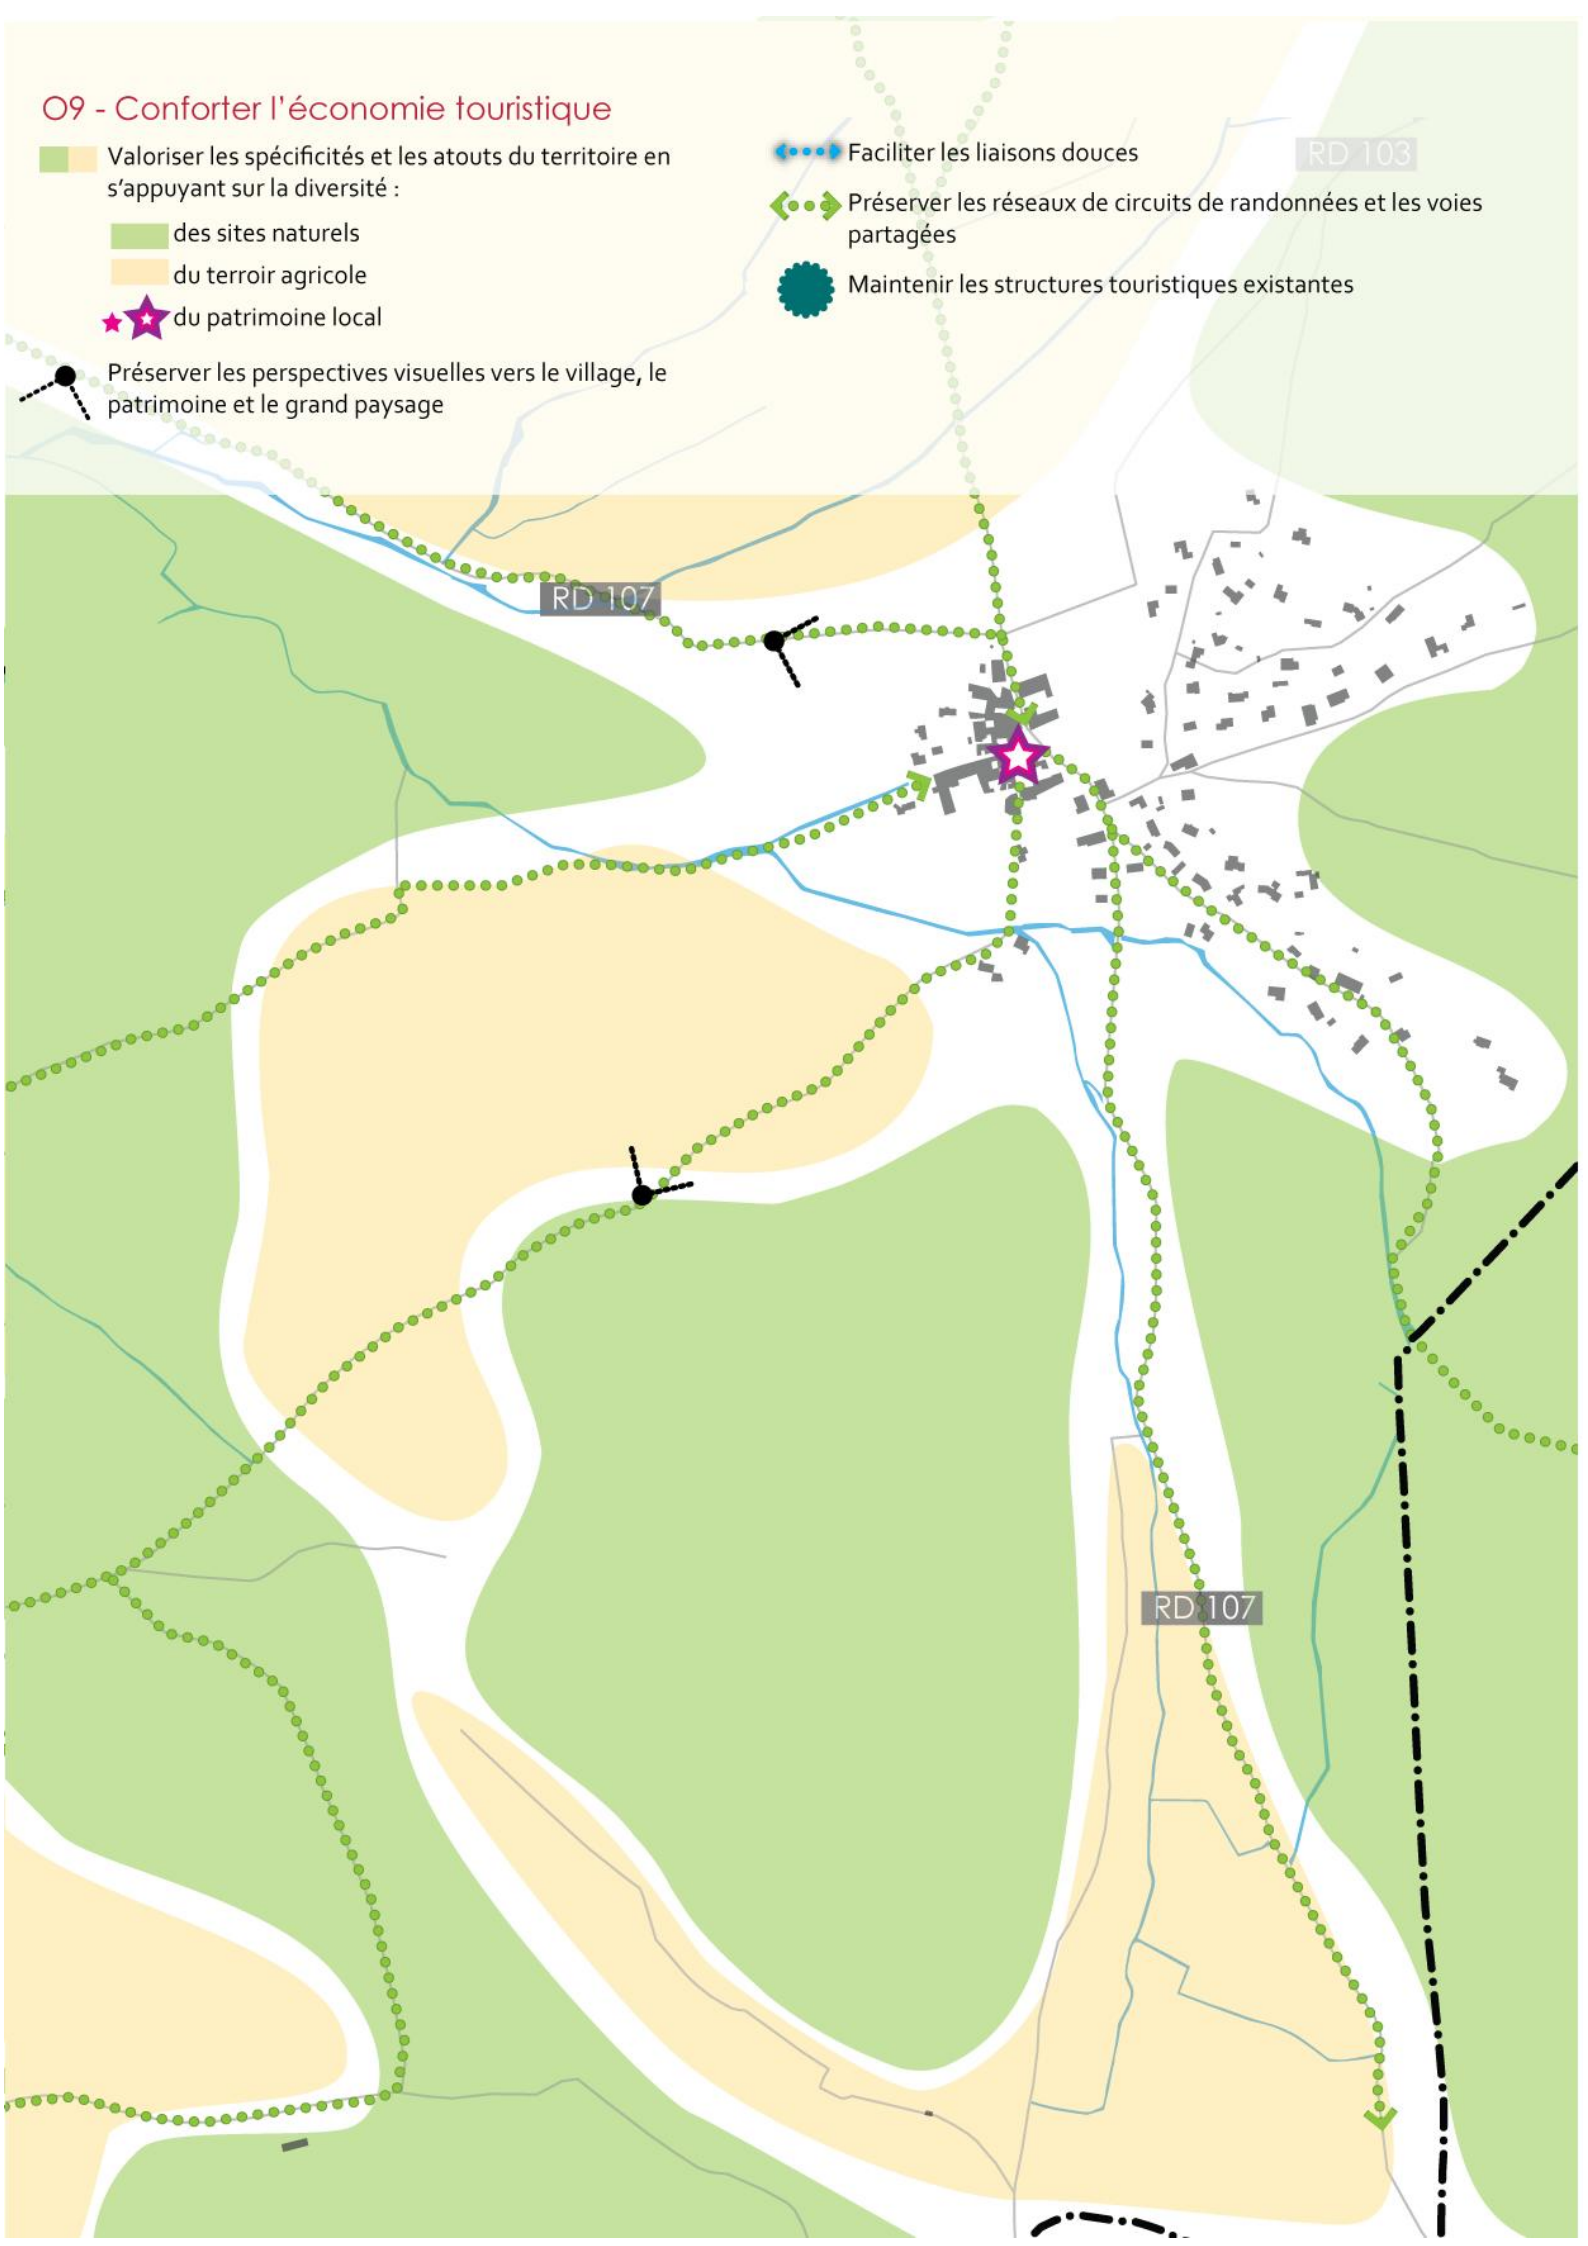 O9 - Conforter l'économie touristique
Valoriser les spécificités et les atouts du territoire en
s'appuyant sur la diversité :
des sites naturels
du terroir agricole
du patrimoine local
Préserver les perspectives visuelles vers le village, le
patrimoine et le grand paysage
Faciliter les liaisons douces
Préserver les réseaux de circuits de randonnées et les voies
partagées
Maintenir les structures touristiques existantes
RD 103
RD 107
RD 107